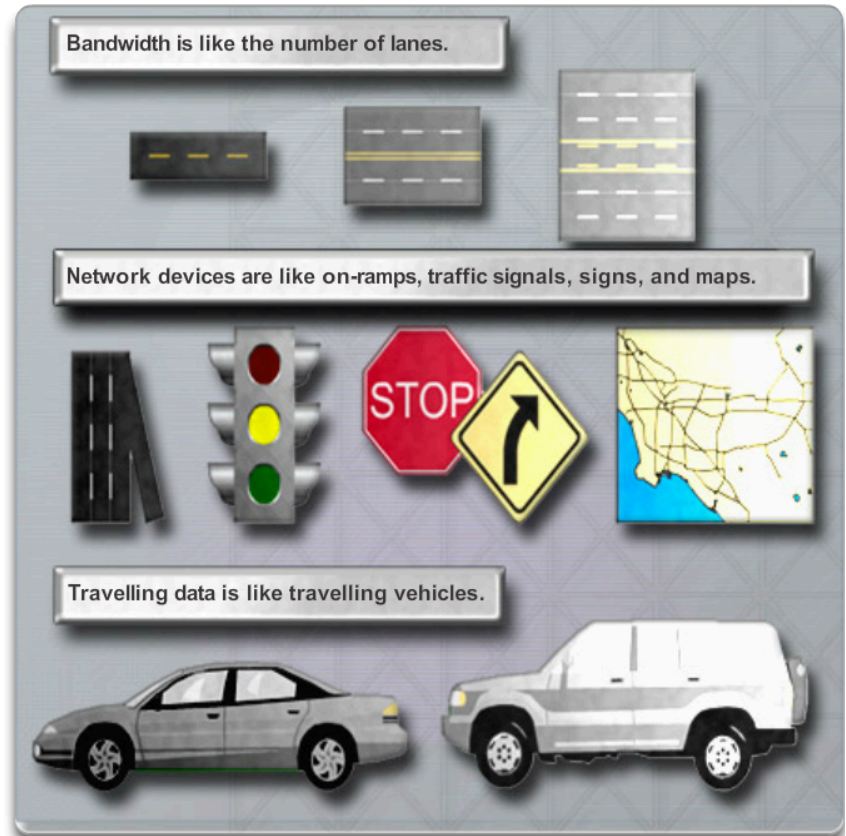 Bandwidth is like the number of lanes.
Network devices are like on-ramps, traffic signals, signs, and maps.
STOP
Travelling data is like travelling vehicles.